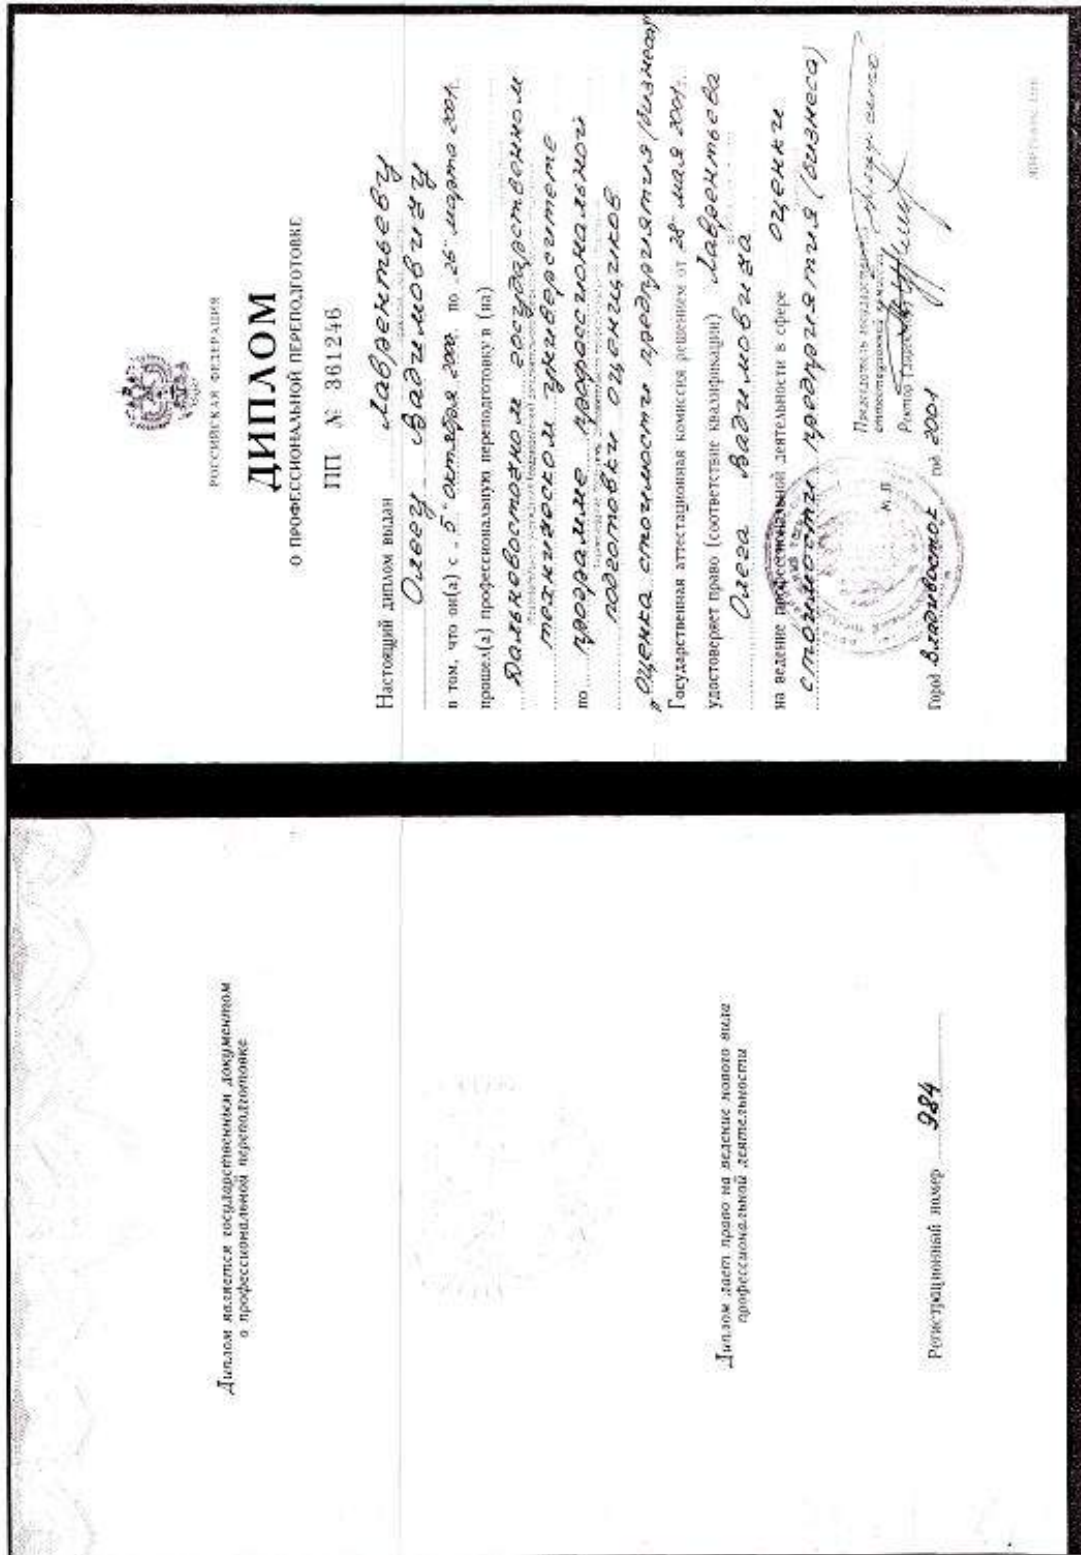 Диплом является государственным документом
о профессиональной переподготовке
Диплом дает право на ведение нового вида
профессиональной деятельности
Регистрационный номер 984
РОССИЙСКАЯ ФЕДЕРАЦИЯ
ДИПЛОМ
О ПРОФЕССИОНАЛЬНОЙ ПЕРЕПОДГОТОВКЕ
ПП № 361246
Настоящий диплом выдан Лаврентьеву
Олегу Вадимовичу
в том, что он(а) с „5“ октября 2000г. по „26“ марта 2001г.
прошел(а) профессиональную переподготовку в (на)
Дальневосточном государственном
техническом университете
по программе профессиональной
подготовки оценщиков
„Оценка стоимости предприятия (бизнеса)“
Государственная аттестационная комиссия решением от „28“ мая 2001г.
удостоверяет право (соответствие квалификации) Лаврентьева
Олега Вадимовича
на ведение профессиональной деятельности в сфере оценки
стоимости предприятия (бизнеса)
Председатель государственной
аттестационной комиссии
М.П. Ректор (директор)
Город Владивосток год 2001